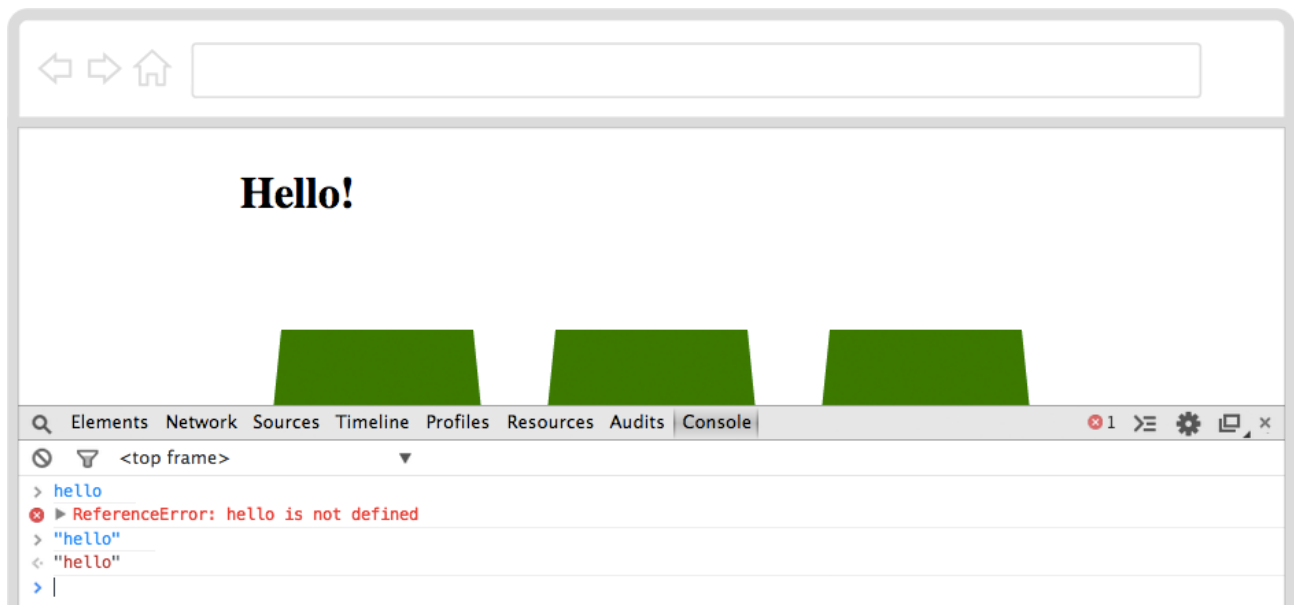 Hello!
Elements Network Sources Timeline Profiles Resources Audits Console 1
<top frame>
> hello
ReferenceError: hello is not defined
> "hello"
"hello"
>